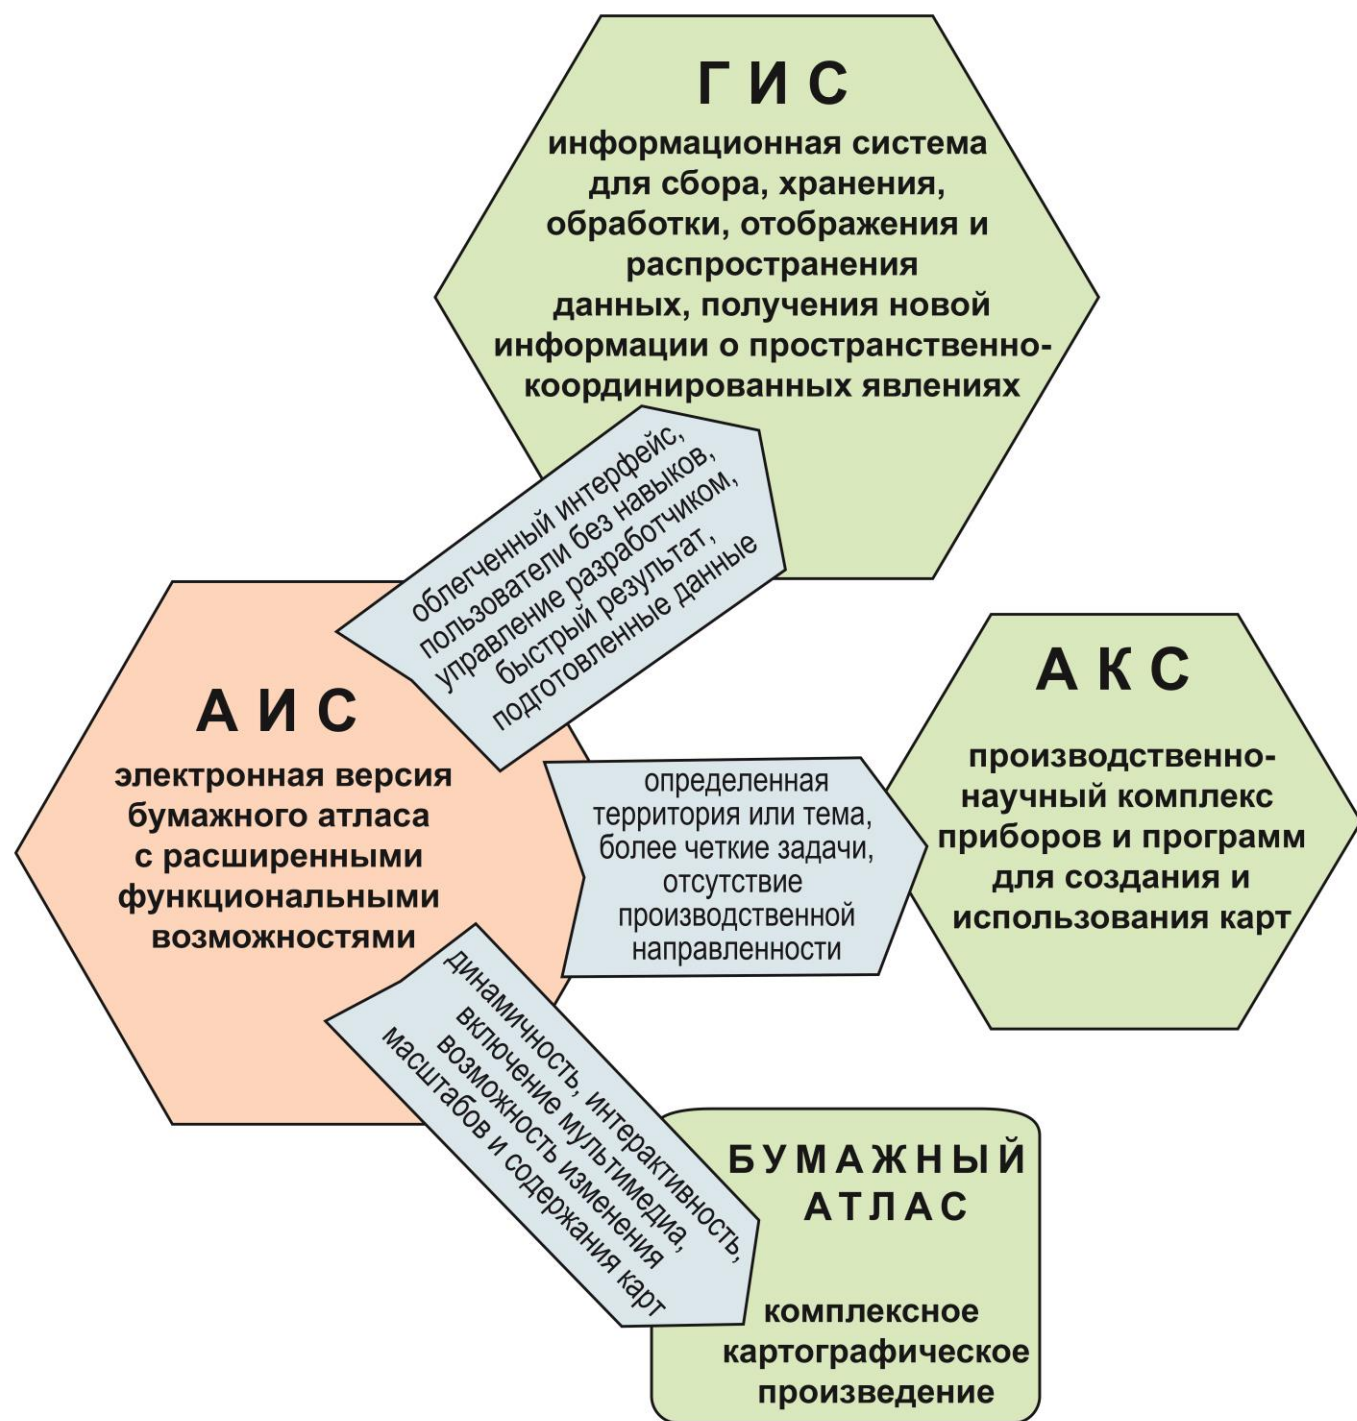 Г И С
информационная система
для сбора, хранения,
обработки, отображения и
распространения
данных, получения новой
информации о пространственно-
координированных явлениях
облегченный интерфейс,
пользователи без навыков,
управление разработчиком,
быстрый результат,
подготовленные данные
А И С
электронная версия
бумажного атласа
с расширенными
функциональными
возможностями
определенная
территория или тема,
более четкие задачи,
отсутствие
производственной
направленности
А К С
производственно-
научный комплекс
приборов и программ
для создания и
использования карт
динамичность, интерактивность,
включение мультимедиа,
возможность изменения
масштабов и содержания карт
БУМАЖНЫЙ
АТЛАС
комплексное
картографическое
произведение